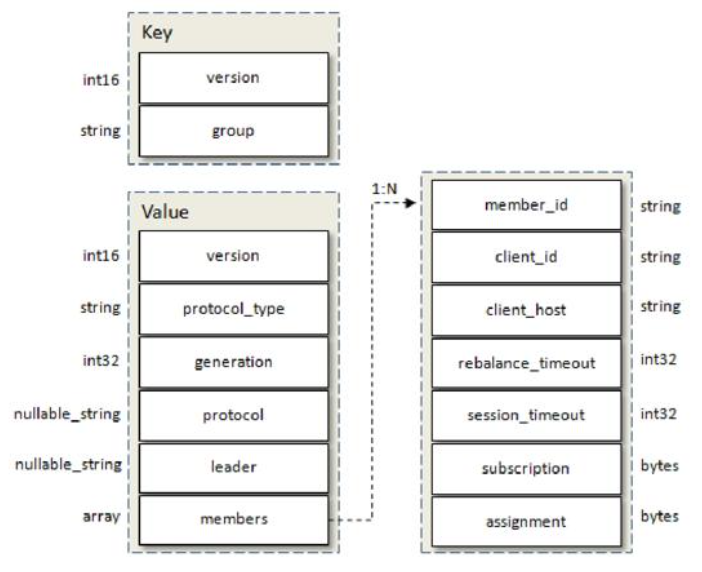 Key
int16 version
string group
Value
int16 version
string protocol_type
int32 generation
nullable_string protocol
nullable_string leader
array members
1:N
member_id string
client_id string
client_host string
rebalance_timeout int32
session_timeout int32
subscription bytes
assignment bytes